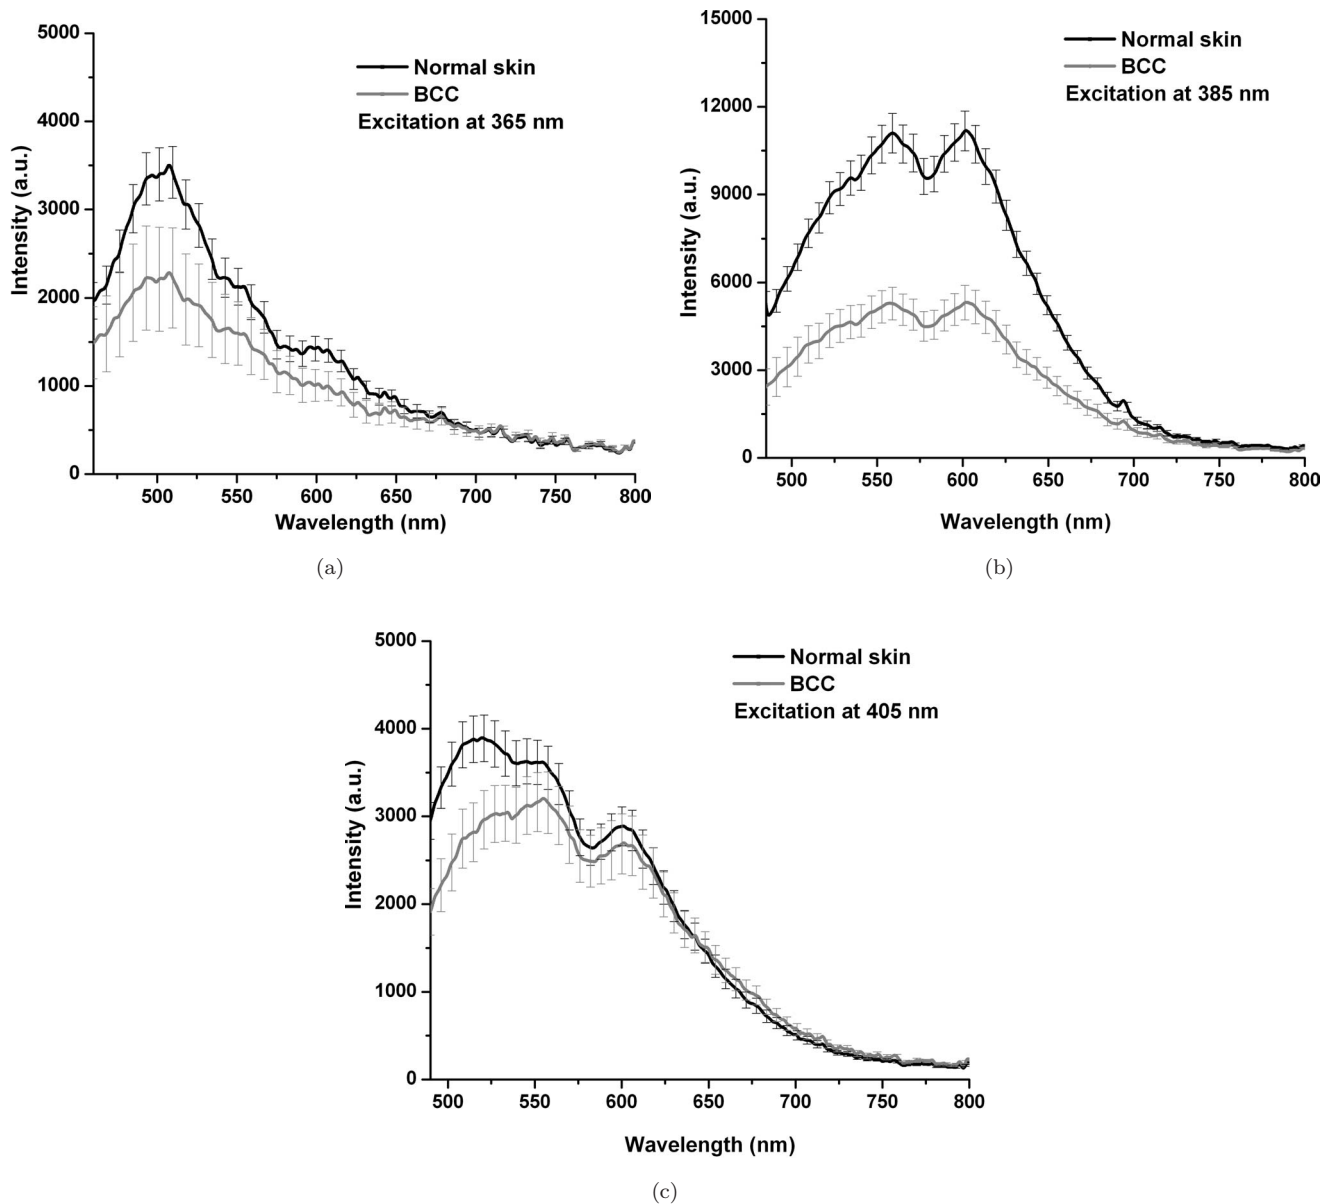 5000
4000
3000
2000
1000
0
Intensity (a.u.)
Normal skin
BCC
Excitation at 365 nm
500 550 600 650 700 750 800
Wavelength (nm)
(a)
15000
12000
9000
6000
3000
0
Intensity (a.u.)
Normal skin
BCC
Excitation at 385 nm
500 550 600 650 700 750 800
Wavelength (nm)
(b)
5000
4000
3000
2000
1000
0
Intensity (a.u.)
Normal skin
BCC
Excitation at 405 nm
500 550 600 650 700 750 800
Wavelength (nm)
(c)